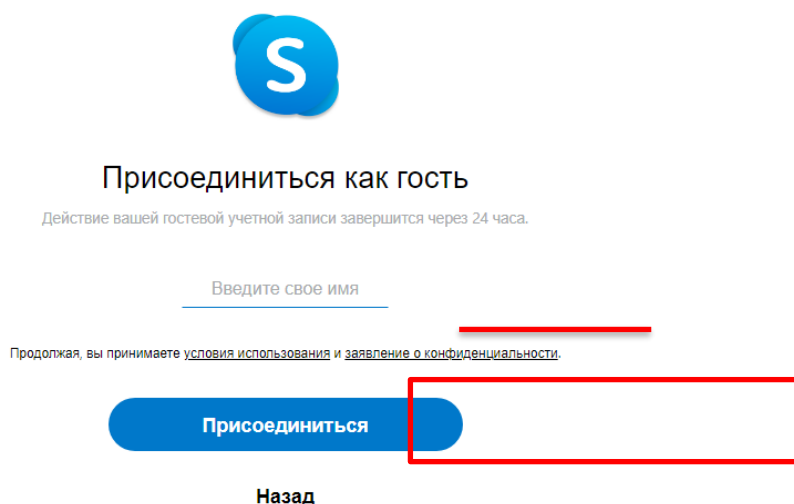 S
Присоединиться как гость
Действие вашей гостевой учетной записи завершится через 24 часа.
Введите свое имя
Продолжая, вы принимаете условия использования и заявление о конфиденциальности.
Присоединиться
Назад